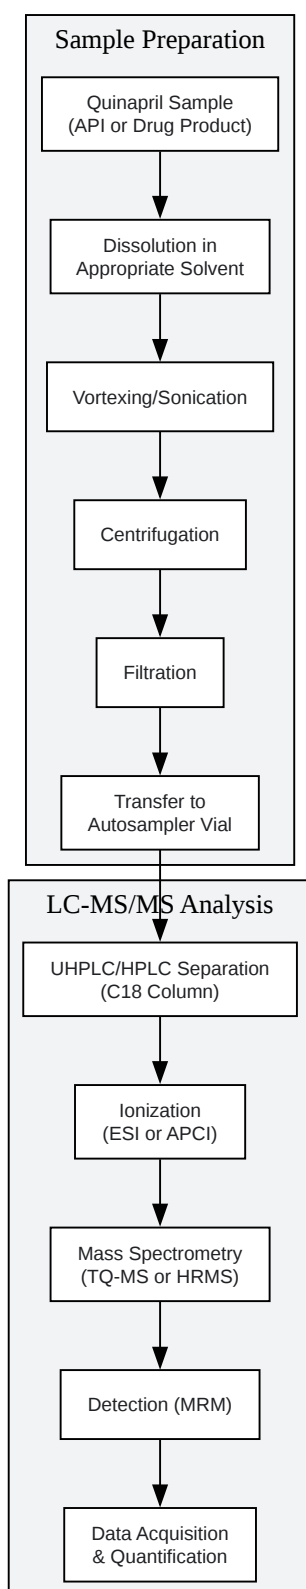 Sample Preparation
Quinapril Sample
(API or Drug Product)
Dissolution in
Appropriate Solvent
Vortexing/Sonication
Centrifugation
Filtration
Transfer to
Autosampler Vial
LC-MS/MS Analysis
UHPLC/HPLC Separation
(C18 Column)
Ionization
(ESI or APCI)
Mass Spectrometry
(TQ-MS or HRMS)
Detection (MRM)
Data Acquisition
& Quantification